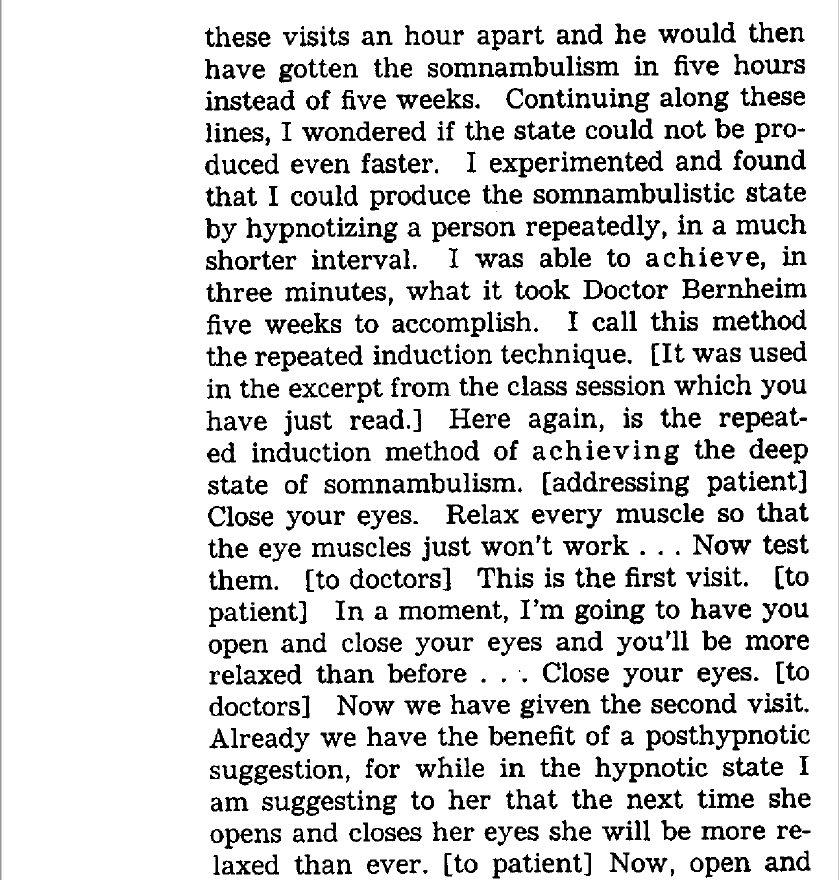 these visits an hour apart and he would then
have gotten the somnambulism in five hours
instead of five weeks. Continuing along these
lines, I wondered if the state could not be pro-
duced even faster. I experimented and found
that I could produce the somnambulistic state
by hypnotizing a person repeatedly, in a much
shorter interval. I was able to achieve, in
three minutes, what it took Doctor Bernheim
five weeks to accomplish. I call this method
the repeated induction technique. [It was used
in the excerpt from the class session which you
have just read.] Here again, is the repeat-
ed induction method of achieving the deep
state of somnambulism. [addressing patient]
Close your eyes. Relax every muscle so that
the eye muscles just won't work . . . Now test
them. [to doctors] This is the first visit. [to
patient] In a moment, I'm going to have you
open and close your eyes and you'll be more
relaxed than before . . . Close your eyes. [to
doctors] Now we have given the second visit.
Already we have the benefit of a posthypnotic
suggestion, for while in the hypnotic state I
am suggesting to her that the next time she
opens and closes her eyes she will be more re-
laxed than ever. [to patient] Now, open and